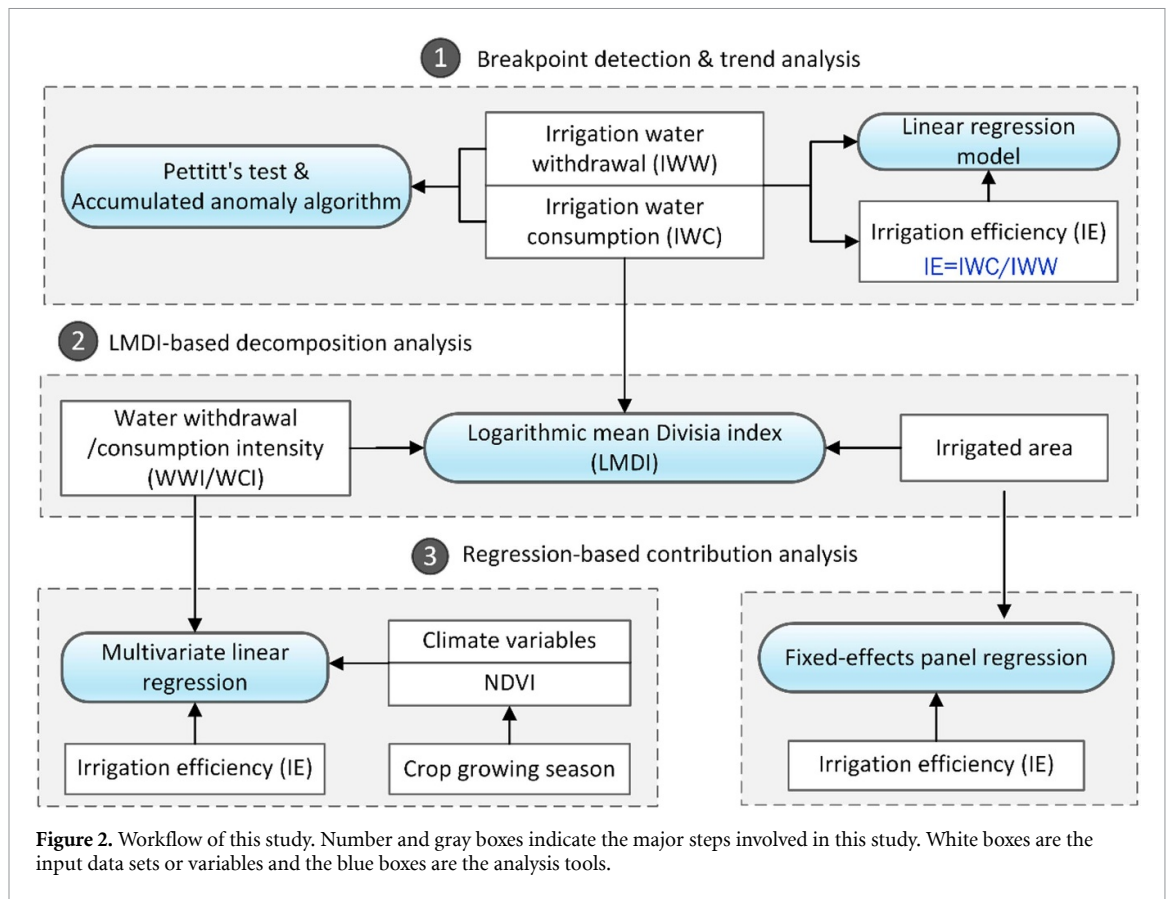 1 Breakpoint detection & trend analysis
Pettitt's test &
Accumulated anomaly algorithm
Irrigation water
withdrawal (IWW)
Irrigation water
consumption (IWC)
Linear regression
model
Irrigation efficiency (IE)
IE=IWC/IWW
2 LMDI-based decomposition analysis
Water withdrawal
/consumption intensity
(WWI/WCI)
Logarithmic mean Divisia index
(LMDI)
Irrigated area
3 Regression-based contribution analysis
Multivariate linear
regression
Climate variables
NDVI
Irrigation efficiency (IE)
Crop growing season
Fixed-effects panel regression
Irrigation efficiency (IE)
Figure 2. Workflow of this study. Number and gray boxes indicate the major steps involved in this study. White boxes are the
input data sets or variables and the blue boxes are the analysis tools.